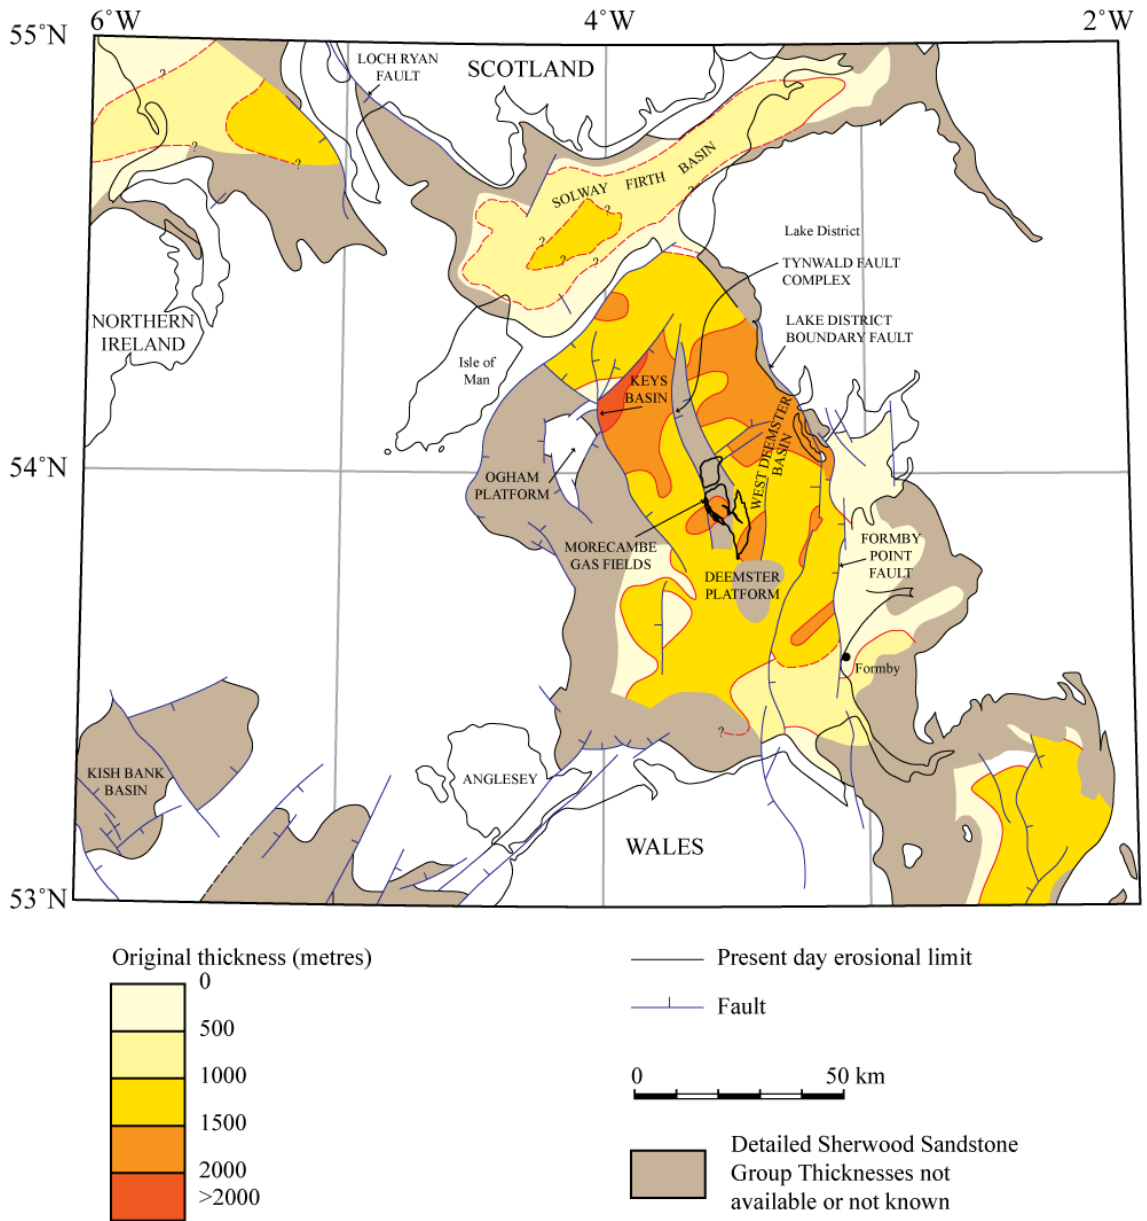 6°W
4°W
2°W
55°N
LOCH RYAN
FAULT
SCOTLAND
?
?
?
SOLWAY FIRTH BASIN
?
?
?
?
?
Lake District
TYNWALD FAULT
COMPLEX
NORTHERN
IRELAND
LAKE DISTRICT
BOUNDARY FAULT
Isle of
Man
KEYS
BASIN
WEST DEEMSTER
BASIN
54°N
OGHAM
PLATFORM
MORECAMBE
GAS FIELDS
FORMBY
POINT
FAULT
DEEMSTER
PLATFORM
Formby
?
KISH BANK
BASIN
ANGLESEY
WALES
53°N
Original thickness (metres)
0
500
1000
1500
2000
>2000
Present day erosional limit
Fault
0
50 km
Detailed Sherwood Sandstone
Group Thicknesses not
available or not known